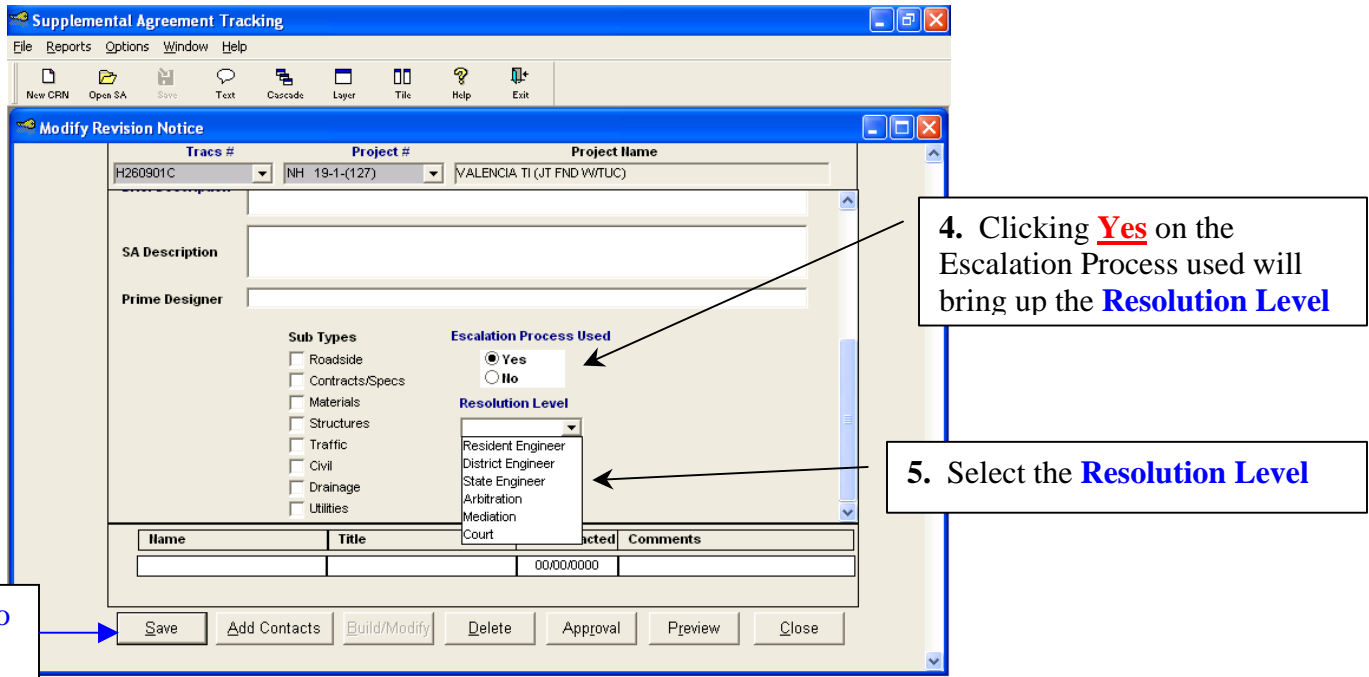 Supplemental Agreement Tracking
File Reports Options Window Help
New CRN Open SA Save Text Cascade Layer Tile Help Exit
Modify Revision Notice
Tracs # Project # Project Name
H260901C NH 19-1-(127) VALENCIA TI (JT FND W/TUC)
SA Description
Prime Designer
Sub Types
Roadside
Contracts/Specs
Materials
Structures
Traffic
Civil
Drainage
Utilities
Escalation Process Used
Yes
No
Resolution Level
Resident Engineer
District Engineer
State Engineer
Arbitration
Mediation
Court
Name Title acted Comments
00/00/0000
Save Add Contacts Build/Modify Delete Approval Preview Close
4. Clicking Yes on the
Escalation Process used will
bring up the Resolution Level
5. Select the Resolution Level